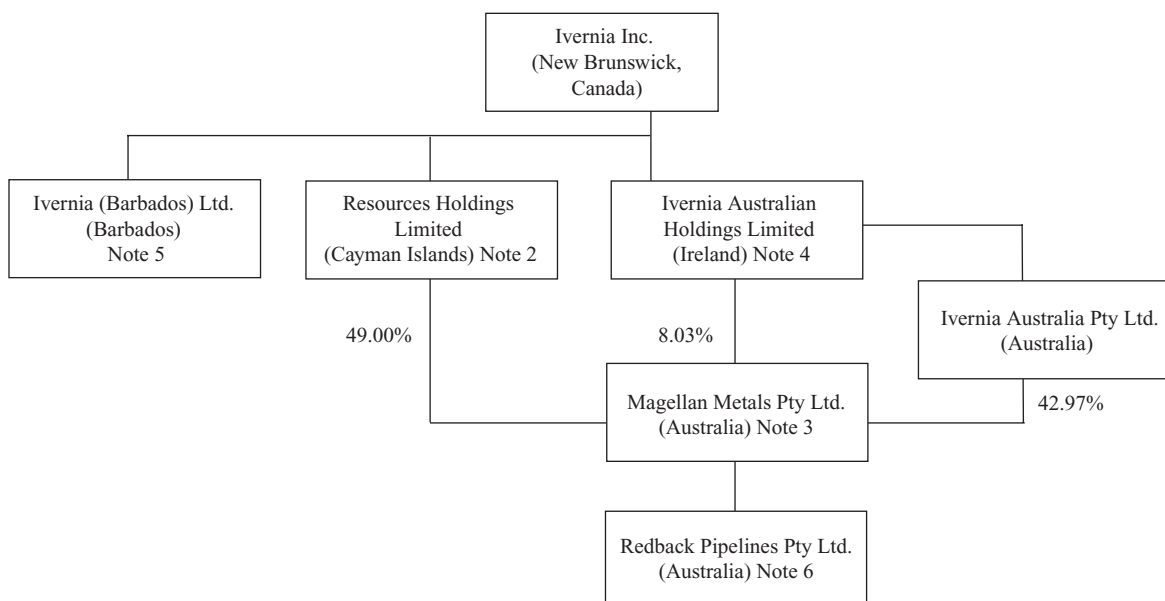 Ivernia Inc.
(New Brunswick,
Canada)
Ivernia (Barbados) Ltd.
(Barbados)
Note 5
Resources Holdings
Limited
(Cayman Islands) Note 2
Ivernia Australian
Holdings Limited
(Ireland) Note 4
Ivernia Australia Pty Ltd.
(Australia)
49.00%
8.03%
42.97%
Magellan Metals Pty Ltd.
(Australia) Note 3
Redback Pipelines Pty Ltd.
(Australia) Note 6